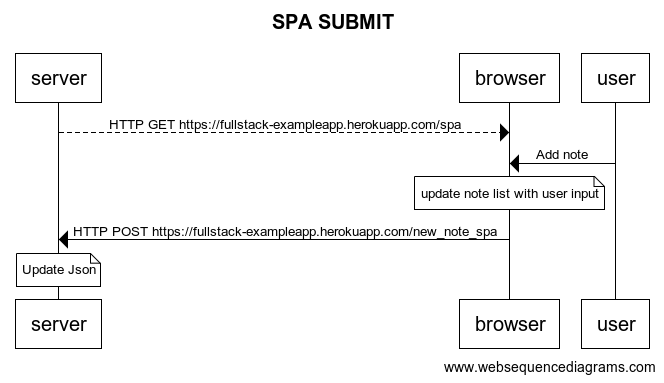 SPA SUBMIT
server
browser
user
HTTP GET https://fullstack-exampleapp.herokuapp.com/spa
Add note
update note list with user input
HTTP POST https://fullstack-exampleapp.herokuapp.com/new_note_spa
Update Json
server
browser
user
www.websequencediagrams.com